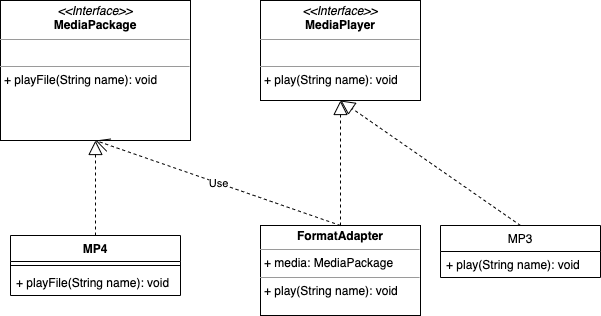 <<Interface>>
MediaPackage
+ playFile(String name): void
<<Interface>>
MediaPlayer
+ play(String name): void
Use
MP4
+ playFile(String name): void
FormatAdapter
+ media: MediaPackage
+ play(String name): void
MP3
+ play(String name): void